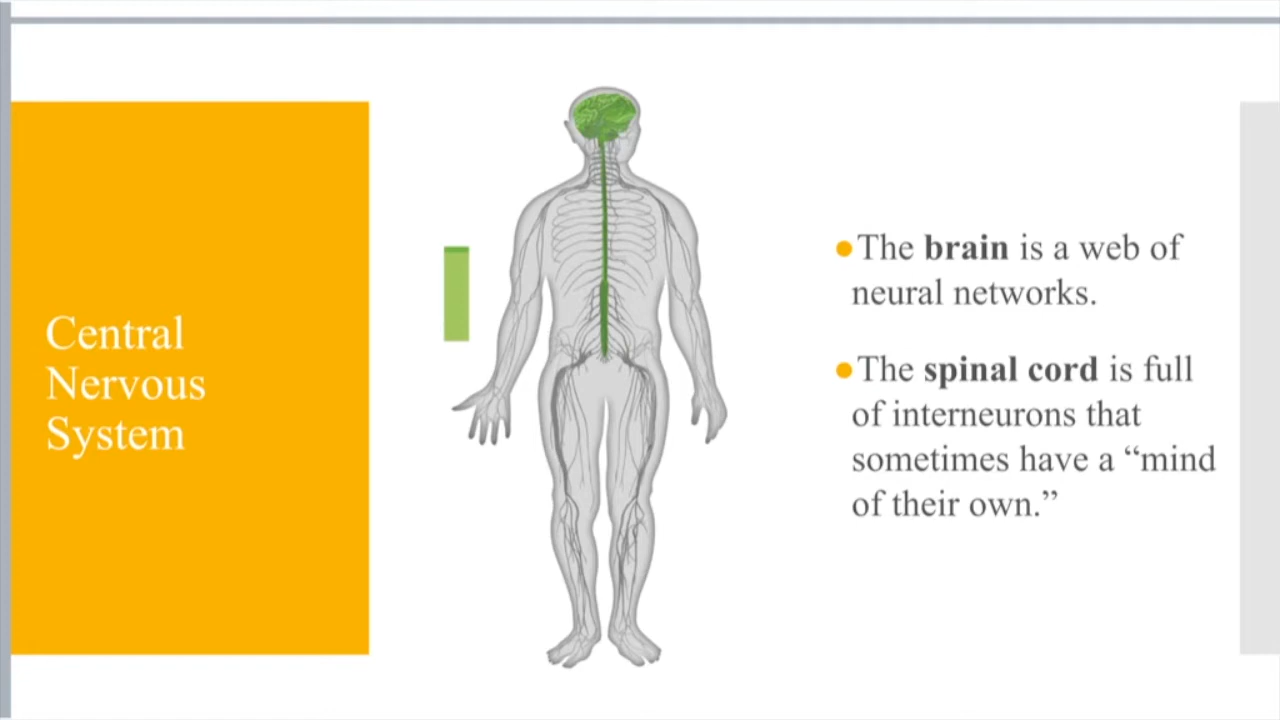 Central
Nervous
System
●The brain is a web of
neural networks.
●The spinal cord is full
of interneurons that
sometimes have a “mind
of their own.”